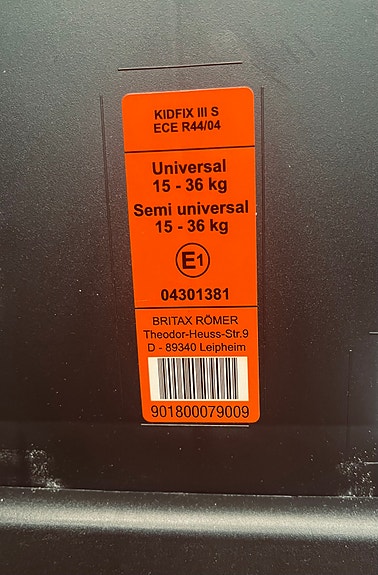 KIDFIX III S
ECE R44/04
Universal
15 - 36 kg
Semi universal
15 - 36 kg
E1
04301381
BRITAX RÖMER
Theodor-Heuss-Str.9
D - 89340 Leipheim
901800079009